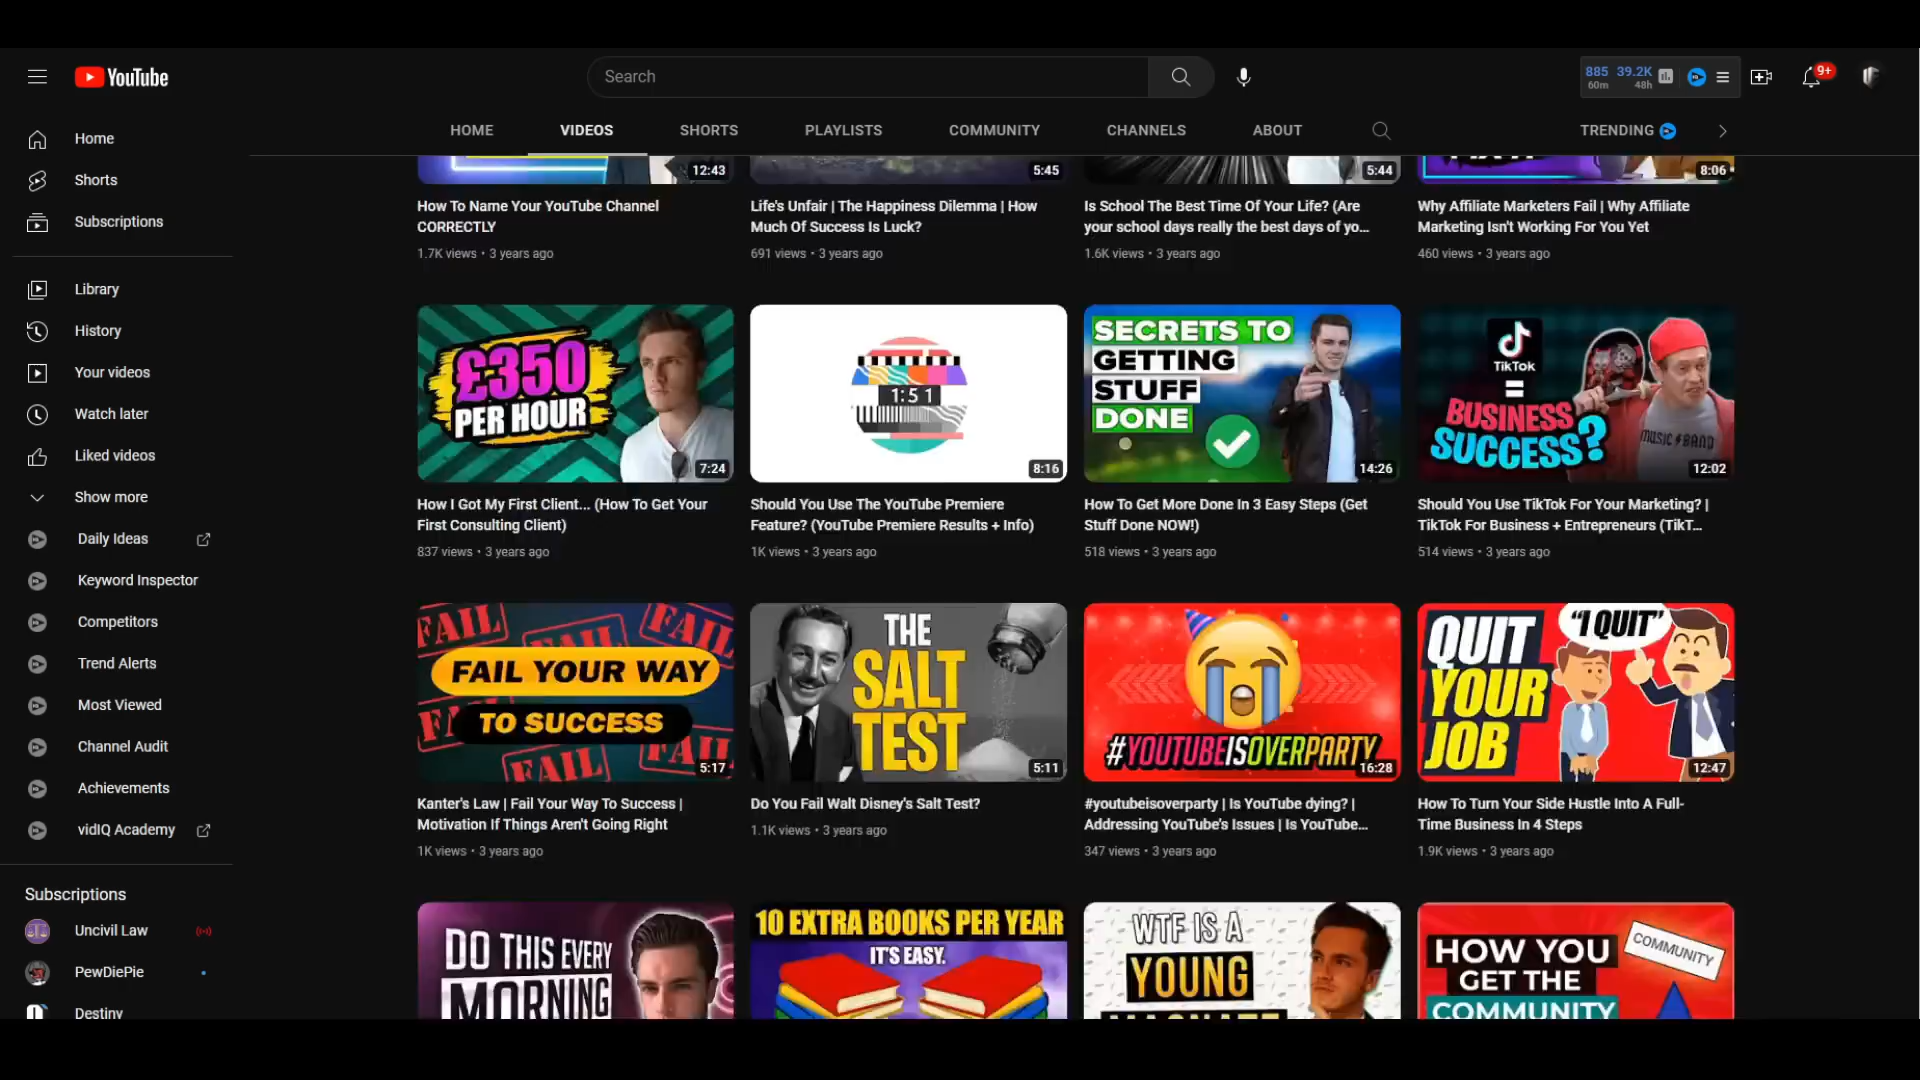 YouTube
Search
885
60m
39.2K
48h
9+
HOME
VIDEOS
SHORTS
PLAYLISTS
COMMUNITY
CHANNELS
ABOUT
TRENDING
Home
Shorts
Subscriptions
Library
History
Your videos
Watch later
Liked videos
Show more
Daily Ideas
Keyword Inspector
Competitors
Trend Alerts
Most Viewed
Channel Audit
Achievements
vidIQ Academy
Subscriptions
Uncivil Law
PewDiePie
Destiny
12:43
5:45
5:44
8:06
How To Name Your YouTube Channel
CORRECTLY
1.7K views • 3 years ago
Life's Unfair | The Happiness Dilemma | How
Much Of Success Is Luck?
691 views • 3 years ago
Is School The Best Time Of Your Life? (Are
your school days really the best days of yo...
1.6K views • 3 years ago
Why Affiliate Marketers Fail | Why Affiliate
Marketing Isn't Working For You Yet
460 views • 3 years ago
£350
PER HOUR
7:24
1:51
8:16
SECRETS TO
GETTING
STUFF
DONE
14:26
TikTok
=
BUSINESS
SUCCESS?
MUSIC BAND
12:02
How I Got My First Client... (How To Get Your
First Consulting Client)
837 views • 3 years ago
Should You Use The YouTube Premiere
Feature? (YouTube Premiere Results + Info)
1K views • 3 years ago
How To Get More Done In 3 Easy Steps (Get
Stuff Done NOW!)
518 views • 3 years ago
Should You Use TikTok For Your Marketing? |
TikTok For Business + Entrepreneurs (TikT...
514 views • 3 years ago
FAIL
FAIL
FAIL
FAIL YOUR WAY
TO SUCCESS
FAIL
5:17
THE
SALT
TEST
5:11
#YOUTUBEISOVERPARTY
16:28
QUIT
YOUR
JOB
"I QUIT"
12:47
Kanter's Law | Fail Your Way To Success |
Motivation If Things Aren't Going Right
1K views • 3 years ago
Do You Fail Walt Disney's Salt Test?
1.1K views • 3 years ago
#youtubeisoverparty | Is YouTube dying? |
Addressing YouTube's Issues | Is YouTube...
347 views • 3 years ago
How To Turn Your Side Hustle Into A Full-
Time Business In 4 Steps
1.9K views • 3 years ago
DO THIS EVERY
MORNING
10 EXTRA BOOKS PER YEAR
IT'S EASY.
WTF IS A
YOUNG
MAGNATE
HOW YOU
GET THE
COMMUNITY
COMMUNITY